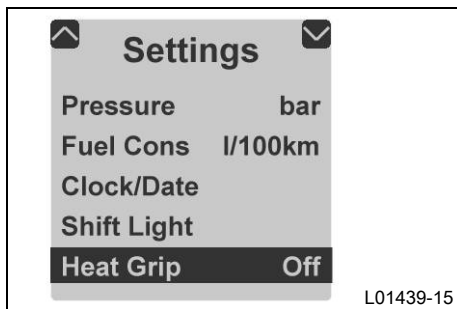 Settings
Pressure bar
Fuel Cons l/100km
Clock/Date
Shift Light
Heat Grip Off
L01439-15